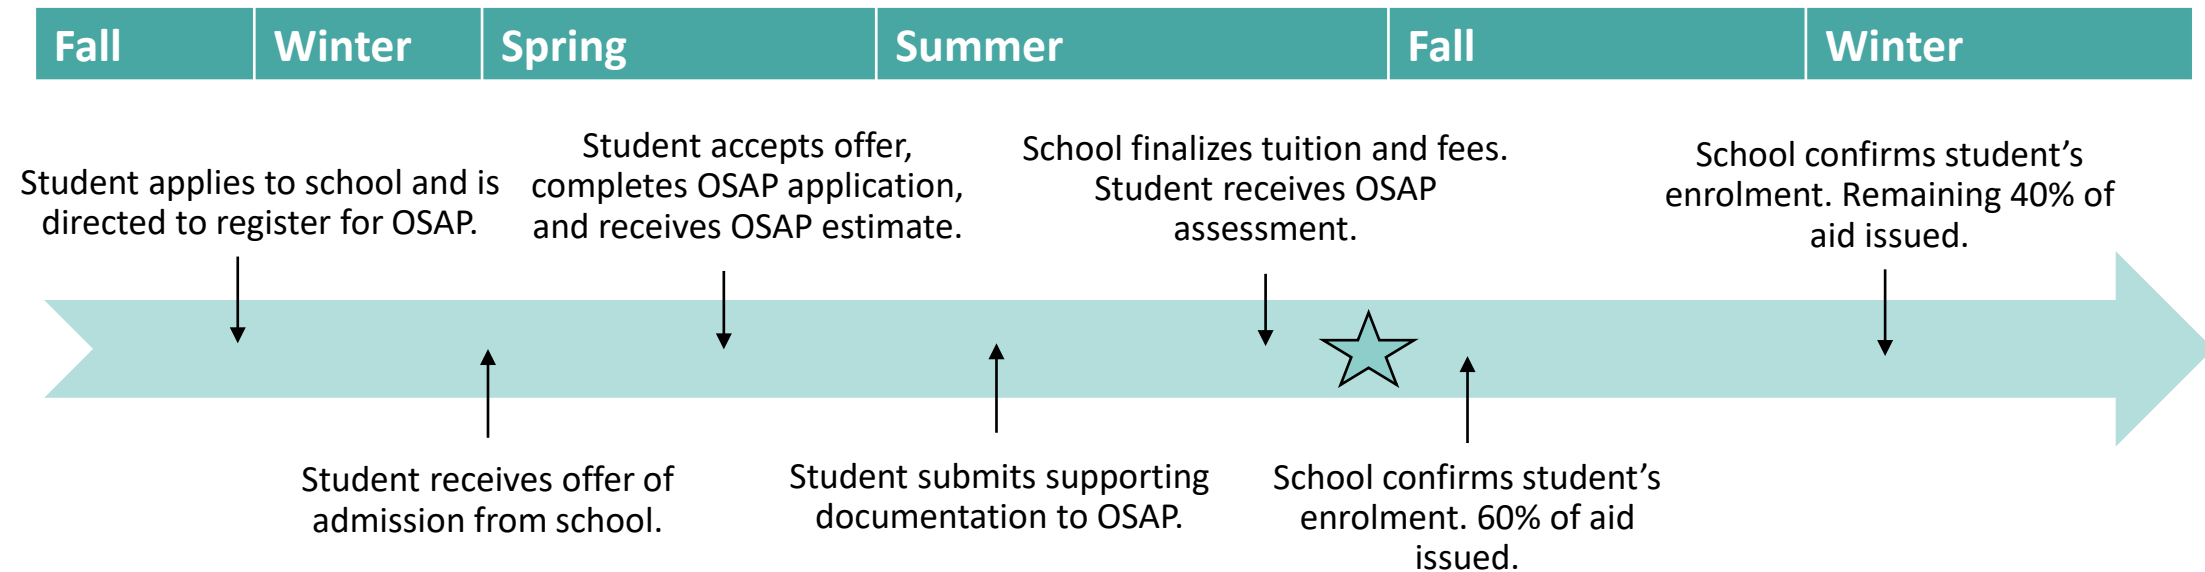 Fall Winter Spring Summer Fall Winter
Student applies to school and is
directed to register for OSAP.
Student accepts offer,
completes OSAP application,
and receives OSAP estimate.
School finalizes tuition and fees.
Student receives OSAP
assessment.
School confirms student’s
enrolment. Remaining 40% of
aid issued.
Student receives offer of
admission from school.
Student submits supporting
documentation to OSAP.
School confirms student’s
enrolment. 60% of aid
issued.